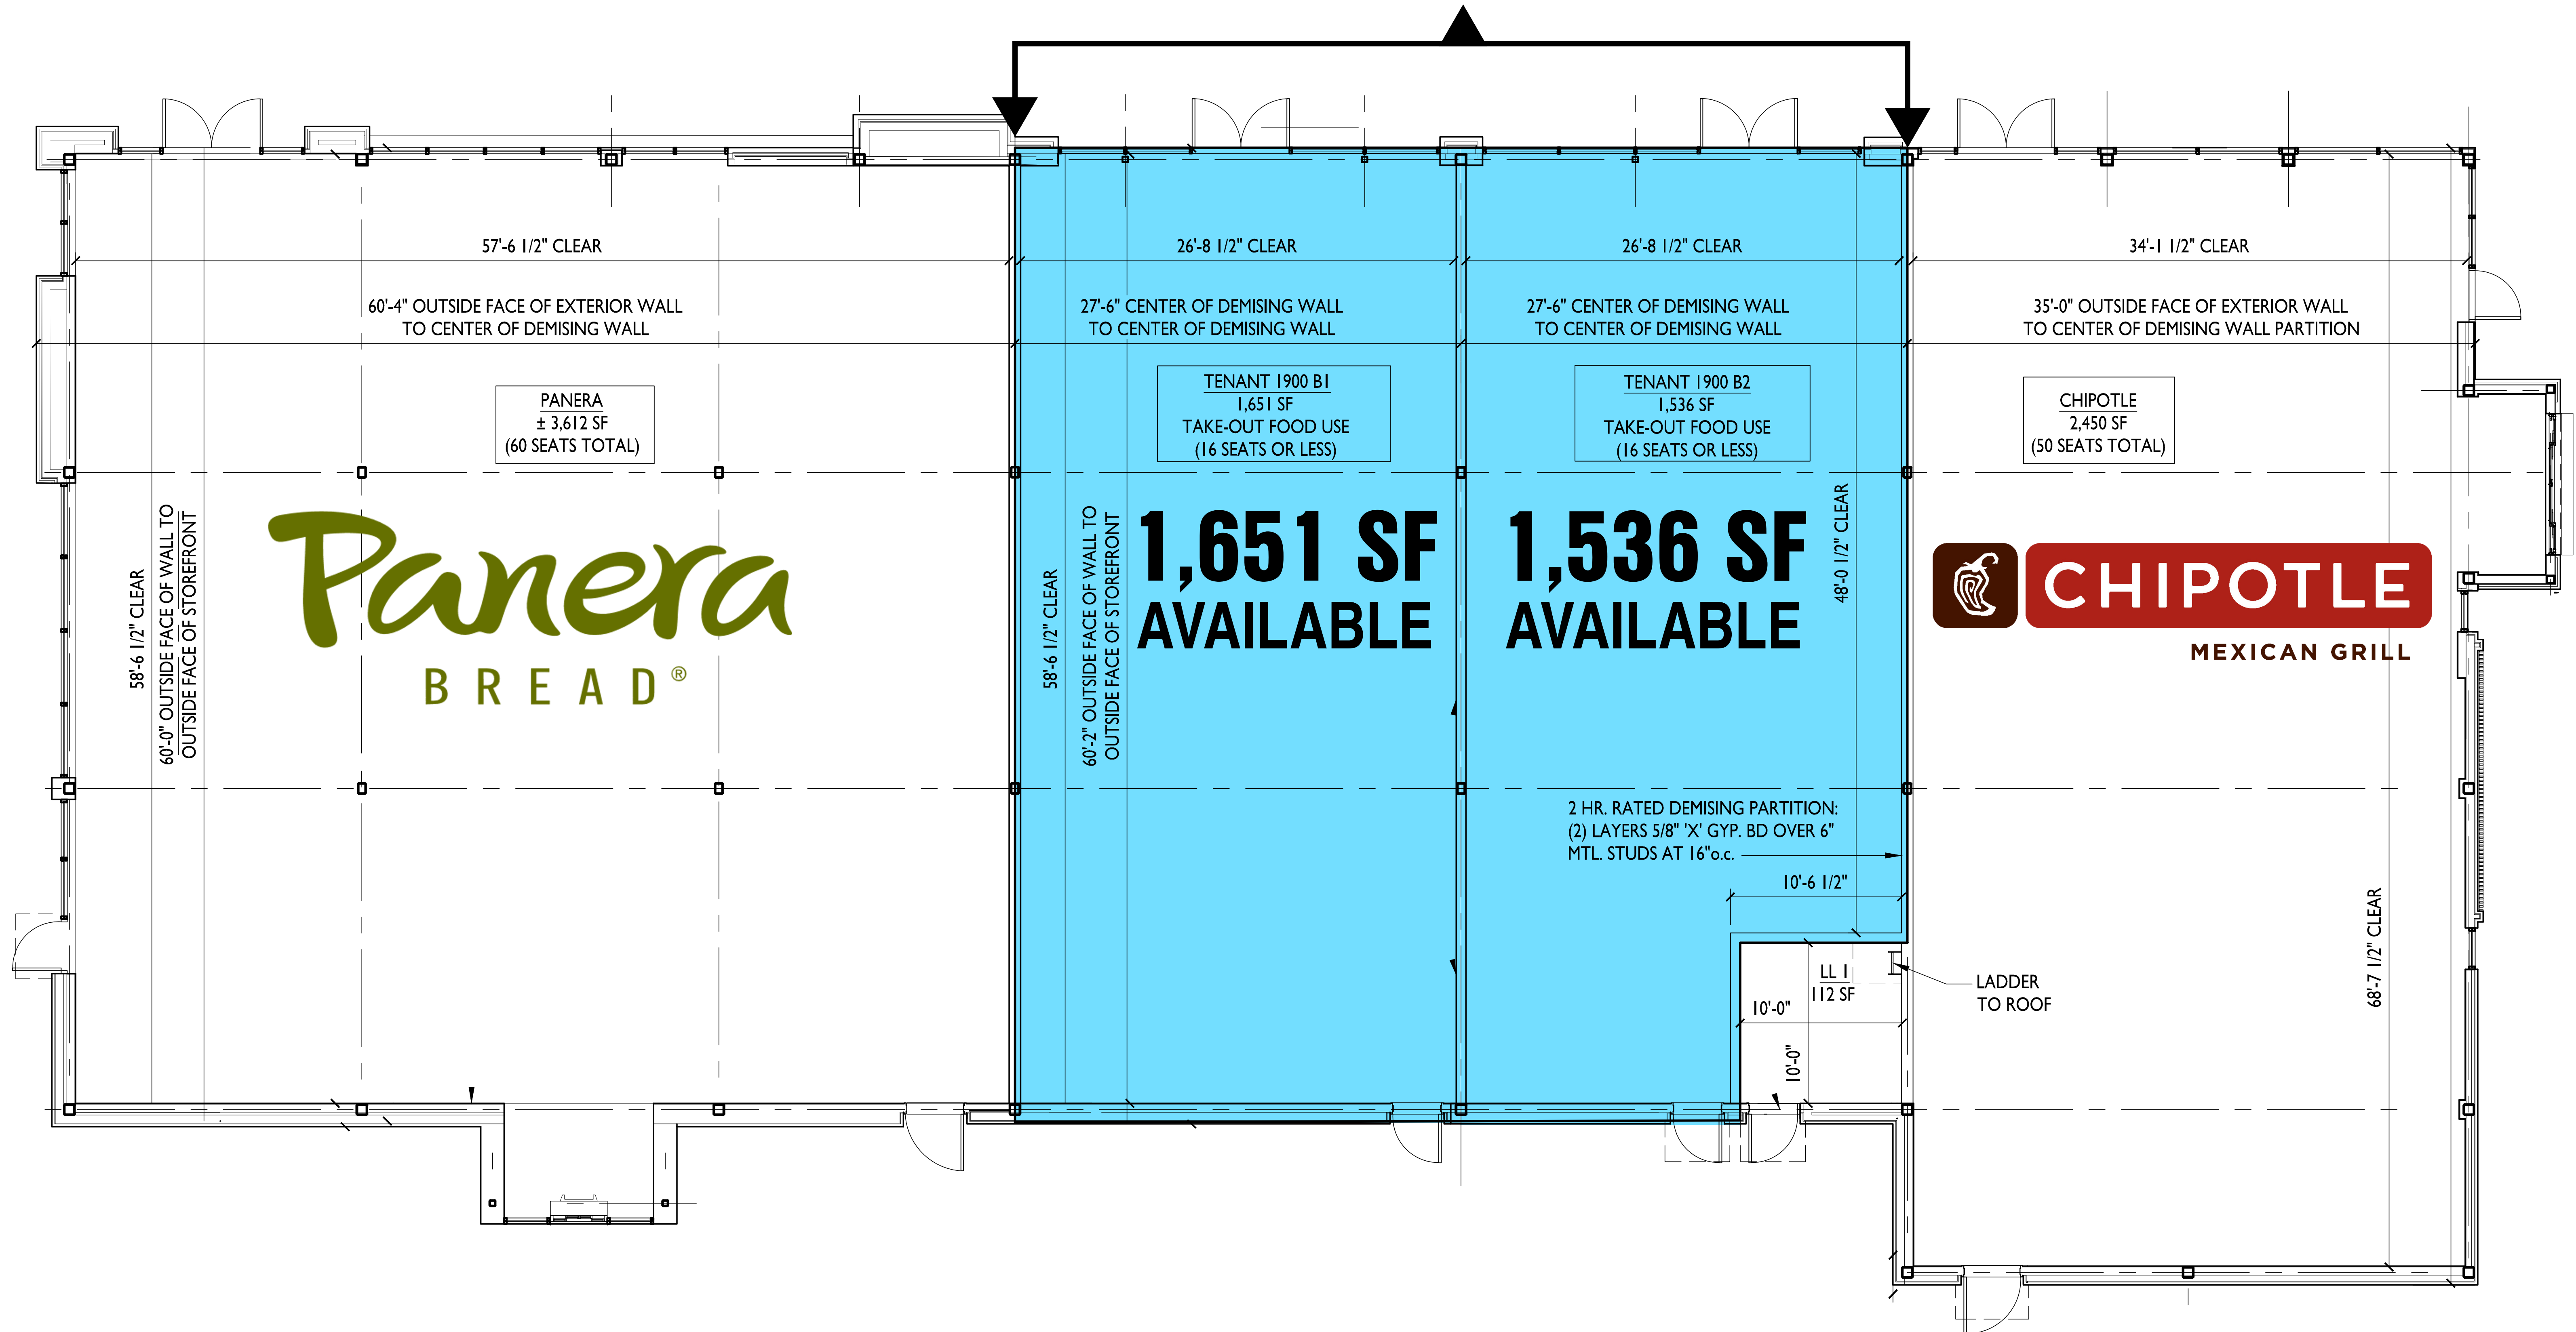 57'-6 1/2" CLEAR
60'-4" OUTSIDE FACE OF EXTERIOR WALL
TO CENTER OF DEMISING WALL
PANERA
± 3,612 SF
(60 SEATS TOTAL)
58'-6 1/2" CLEAR
60'-0" OUTSIDE FACE OF WALL TO
OUTSIDE FACE OF STOREFRONT
Panera
BREAD®
26'-8 1/2" CLEAR
27'-6" CENTER OF DEMISING WALL
TO CENTER OF DEMISING WALL
TENANT 1900 B1
1,651 SF
TAKE-OUT FOOD USE
(16 SEATS OR LESS)
58'-6 1/2" CLEAR
60'-2" OUTSIDE FACE OF WALL TO
OUTSIDE FACE OF STOREFRONT
1,651 SF
AVAILABLE
26'-8 1/2" CLEAR
27'-6" CENTER OF DEMISING WALL
TO CENTER OF DEMISING WALL
TENANT 1900 B2
1,536 SF
TAKE-OUT FOOD USE
(16 SEATS OR LESS)
1,536 SF
AVAILABLE
48'-0 1/2" CLEAR
2 HR. RATED DEMISING PARTITION:
(2) LAYERS 5/8" 'X' GYP. BD OVER 6"
MTL. STUDS AT 16"o.c.
10'-6 1/2"
LL 1
112 SF
10'-0"
10'-0"
LADDER
TO ROOF
34'-1 1/2" CLEAR
35'-0" OUTSIDE FACE OF EXTERIOR WALL
TO CENTER OF DEMISING WALL PARTITION
CHIPOTLE
2,450 SF
(50 SEATS TOTAL)
CHIPOTLE
MEXICAN GRILL
68'-7 1/2" CLEAR